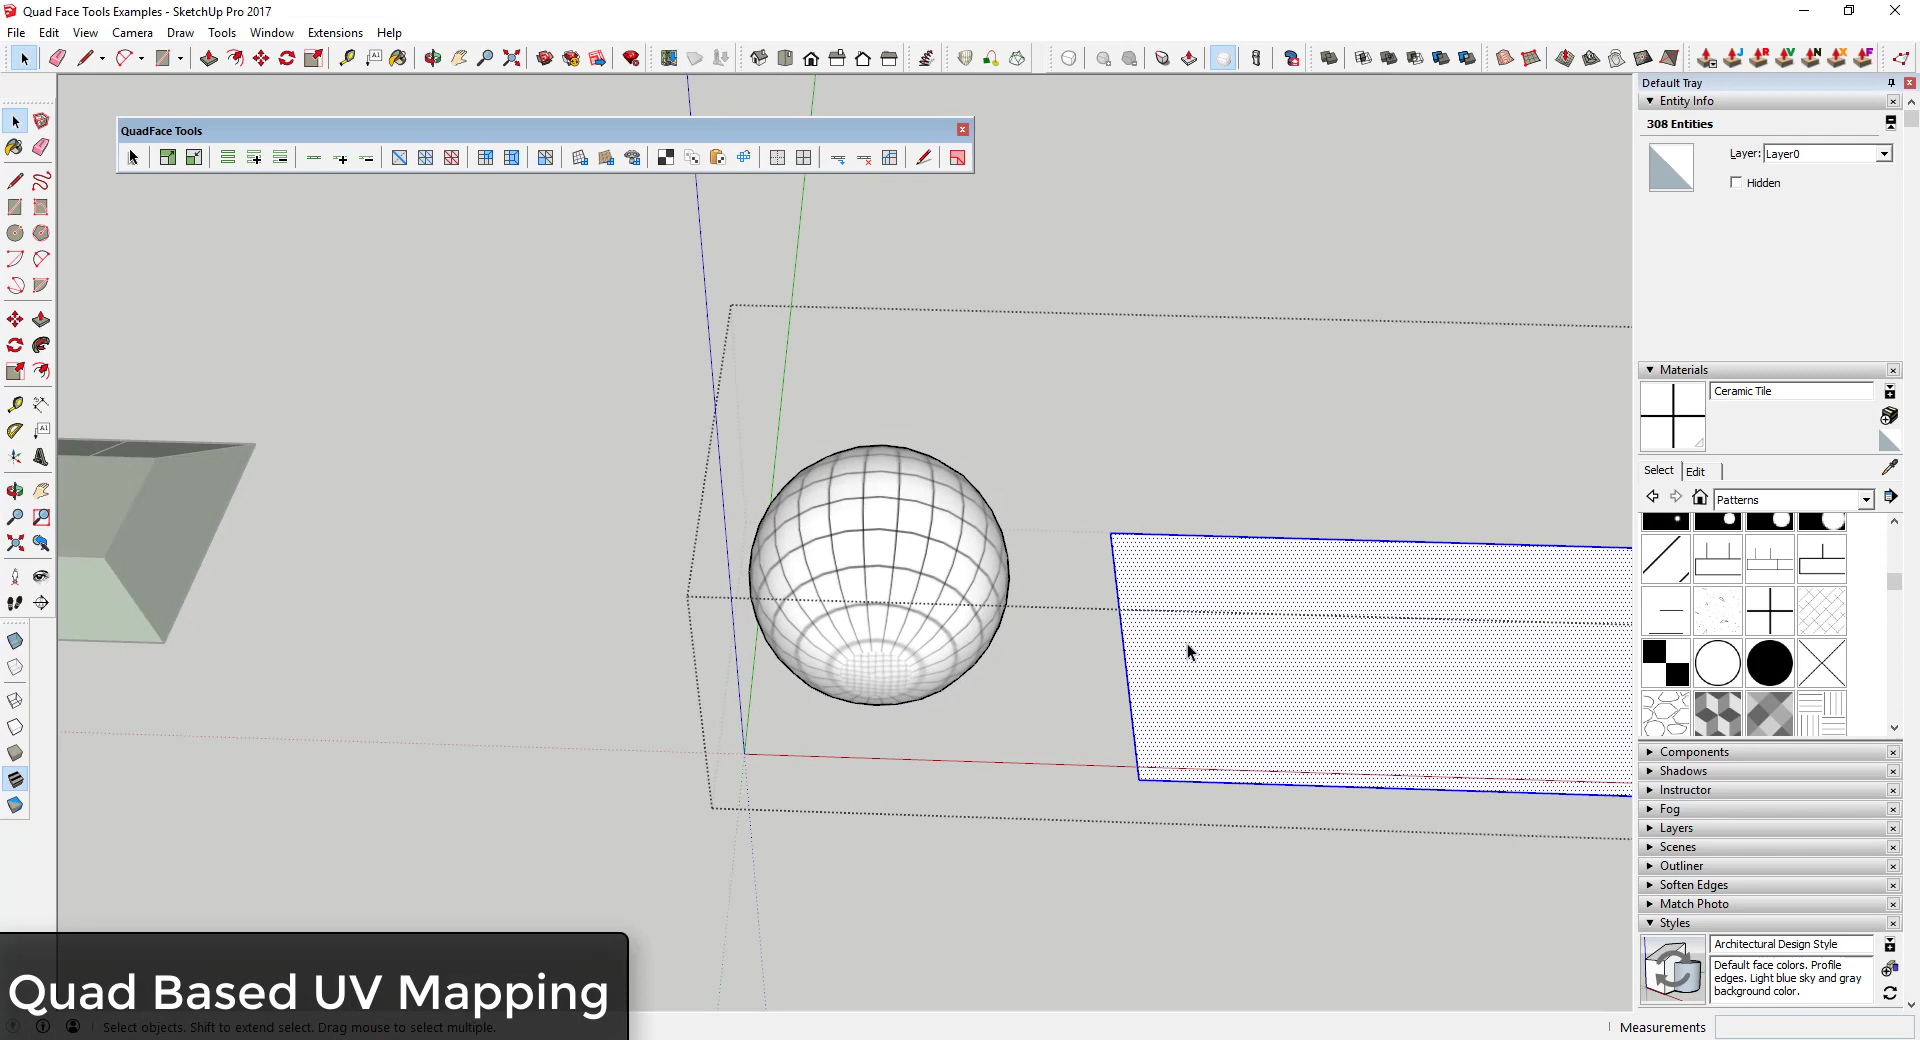 Quad Face Tools Examples - SketchUp Pro 2017
File Edit View Camera Draw Tools Window Extensions Help
Default Tray
Entity Info
308 Entities
Layer: Layer0
Hidden
QuadFace Tools
Materials
Ceramic Tile
Select Edit
Patterns
Components
Shadows
Instructor
Fog
Layers
Scenes
Outliner
Soften Edges
Match Photo
Styles
Architectural Design Style
Default face colors. Profile
edges. Light blue sky and gray
background color.
Quad Based UV Mapping
Select objects. Shift to extend select. Drag mouse to select multiple.
Measurements